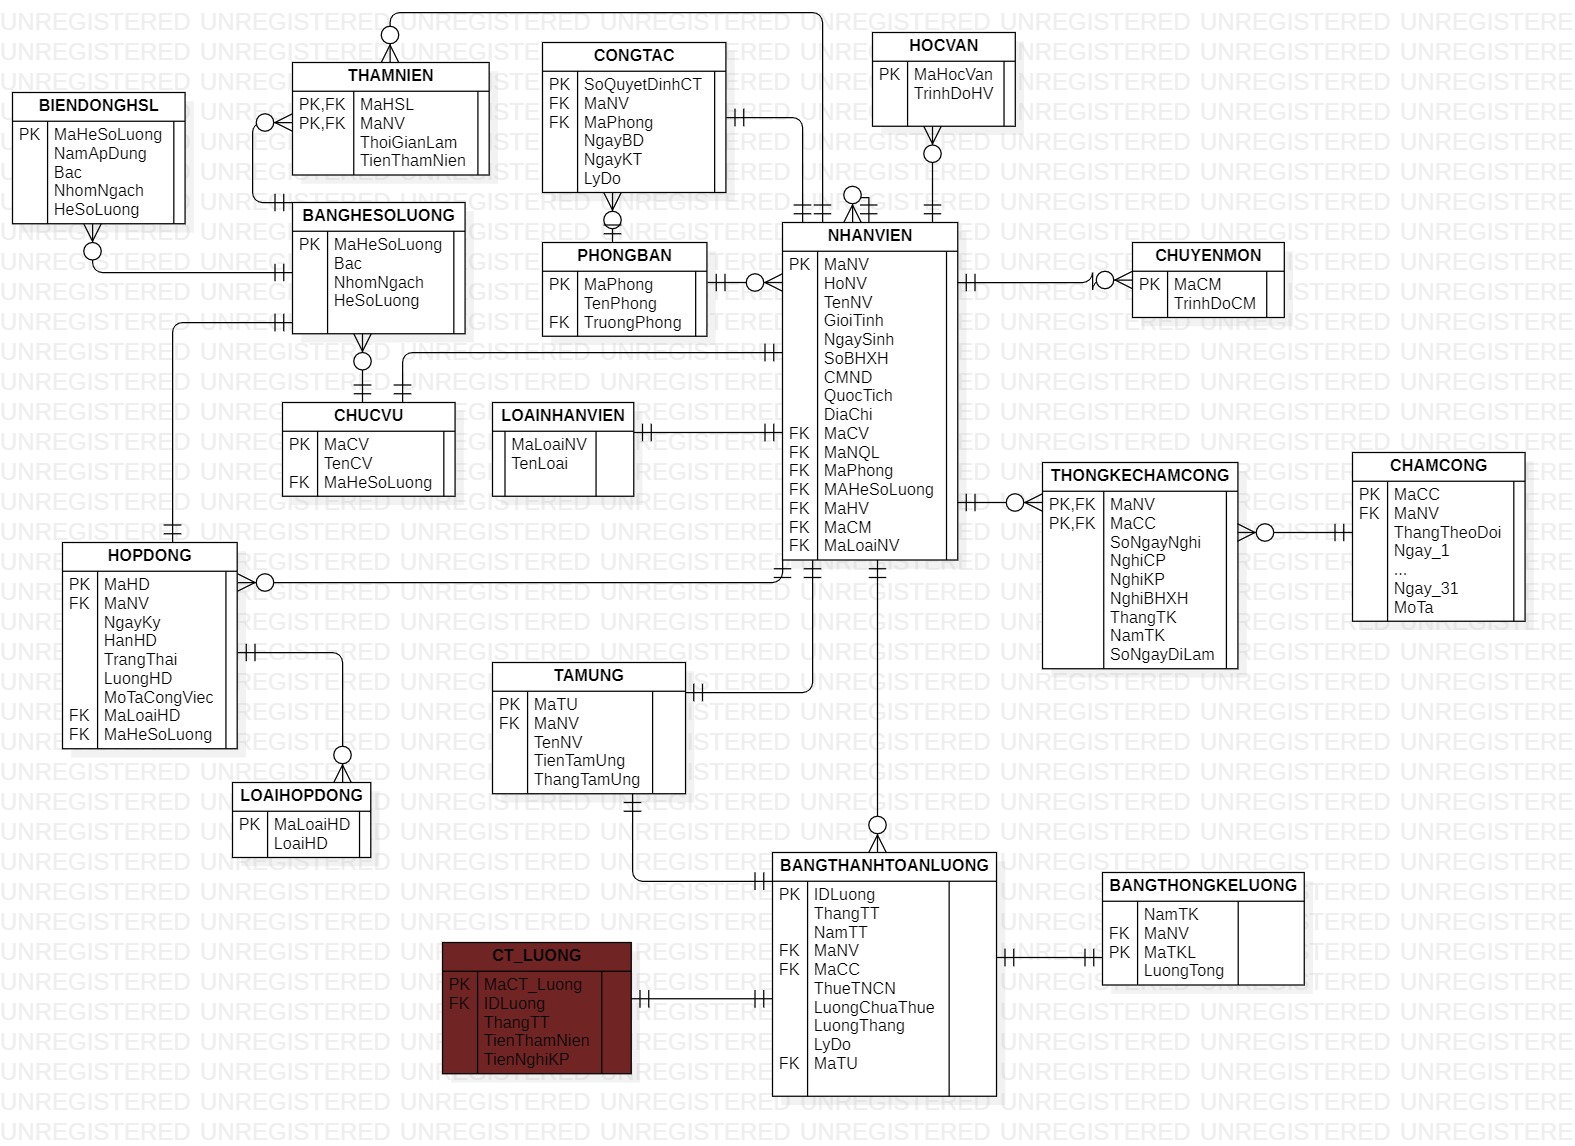 THAMNIEN
PK,FK MaHSL
PK,FK MaNV
ThoiGianLam
TienThamNien
CONGTAC
PK SoQuyetDinhCT
FK MaNV
FK MaPhong
NgayBD
NgayKT
LyDo
HOCVAN
PK MaHocVan
TrinhDoHV
BIENDONGHSL
PK MaHeSoLuong
NamApDung
Bac
NhomNgach
HeSoLuong
BANGHESOLUONG
PK MaHeSoLuong
Bac
NhomNgach
HeSoLuong
PHONGBAN
PK MaPhong
TenPhong
FK TruongPhong
NHANVIEN
PK MaNV
HoNV
TenNV
GioiTinh
NgaySinh
SoBHXH
CMND
QuocTich
DiaChi
FK MaCV
FK MaNQL
FK MaPhong
FK MAHeSoLuong
FK MaHV
FK MaCM
FK MaLoaiNV
CHUYENMON
PK MaCM
TrinhDoCM
CHUCVU
PK MaCV
TenCV
FK MaHeSoLuong
LOAINHANVIEN
MaLoaiNV
TenLoai
THONGKECHAMCONG
PK,FK MaNV
PK,FK MaCC
SoNgayNghi
NghiCP
NghiKP
NghiBHXH
ThangTK
NamTK
SoNgayDiLam
CHAMCONG
PK MaCC
FK MaNV
ThangTheoDoi
Ngay_1
...
Ngay_31
MoTa
HOPDONG
PK MaHD
FK MaNV
NgayKy
HanHD
TrangThai
LuongHD
MoTaCongViec
FK MaLoaiHD
FK MaHeSoLuong
LOAIHOPDONG
PK MaLoaiHD
LoaiHD
TAMUNG
PK MaTU
FK MaNV
TenNV
TienTamUng
ThangTamUng
BANGTHANHTOANLUONG
PK IDLuong
ThangTT
NamTT
FK MaNV
FK MaCC
ThueTNCN
LuongChuaThue
LuongThang
LyDo
FK MaTU
BANGTHONGKELUONG
NamTK
FK MaNV
PK MaTKL
LuongTong
CT_LUONG
PK MaCT_Luong
FK IDLuong
ThangTT
TienThamNien
TienNghiKP
UNREGISTERED